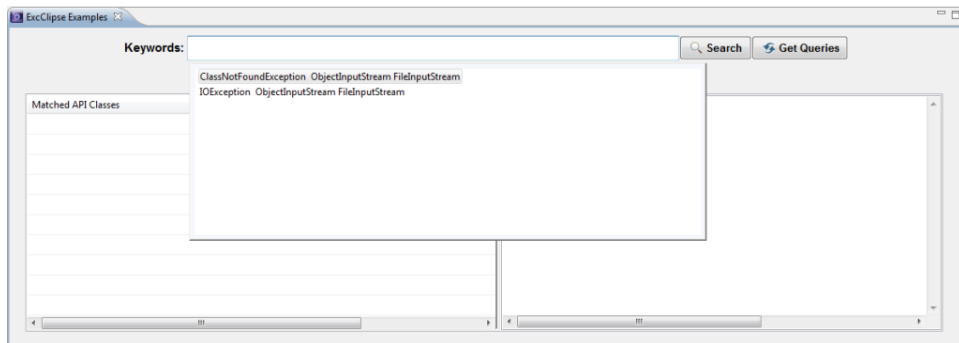 ExcClipse Examples
Keywords: Search Get Queries
ClassNotFoundException ObjectInputStream FileInputStream
IOException ObjectInputStream FileInputStream
Matched API Classes